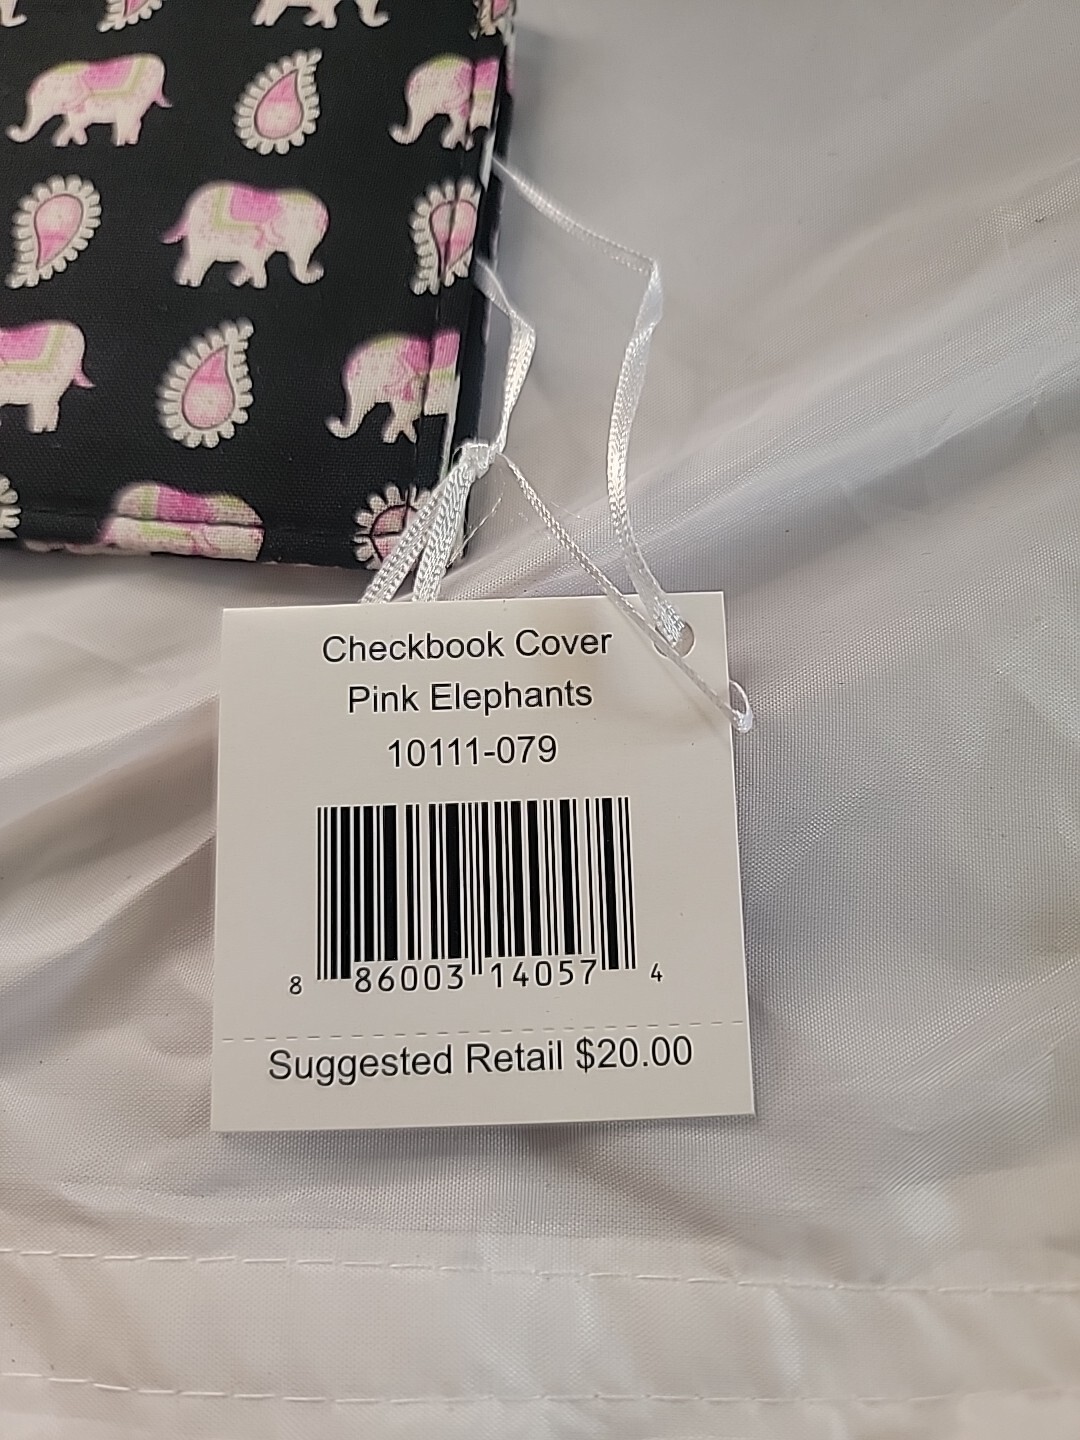 Checkbook Cover
Pink Elephants
10111-079
8 86003 14057 4
Suggested Retail $20.00